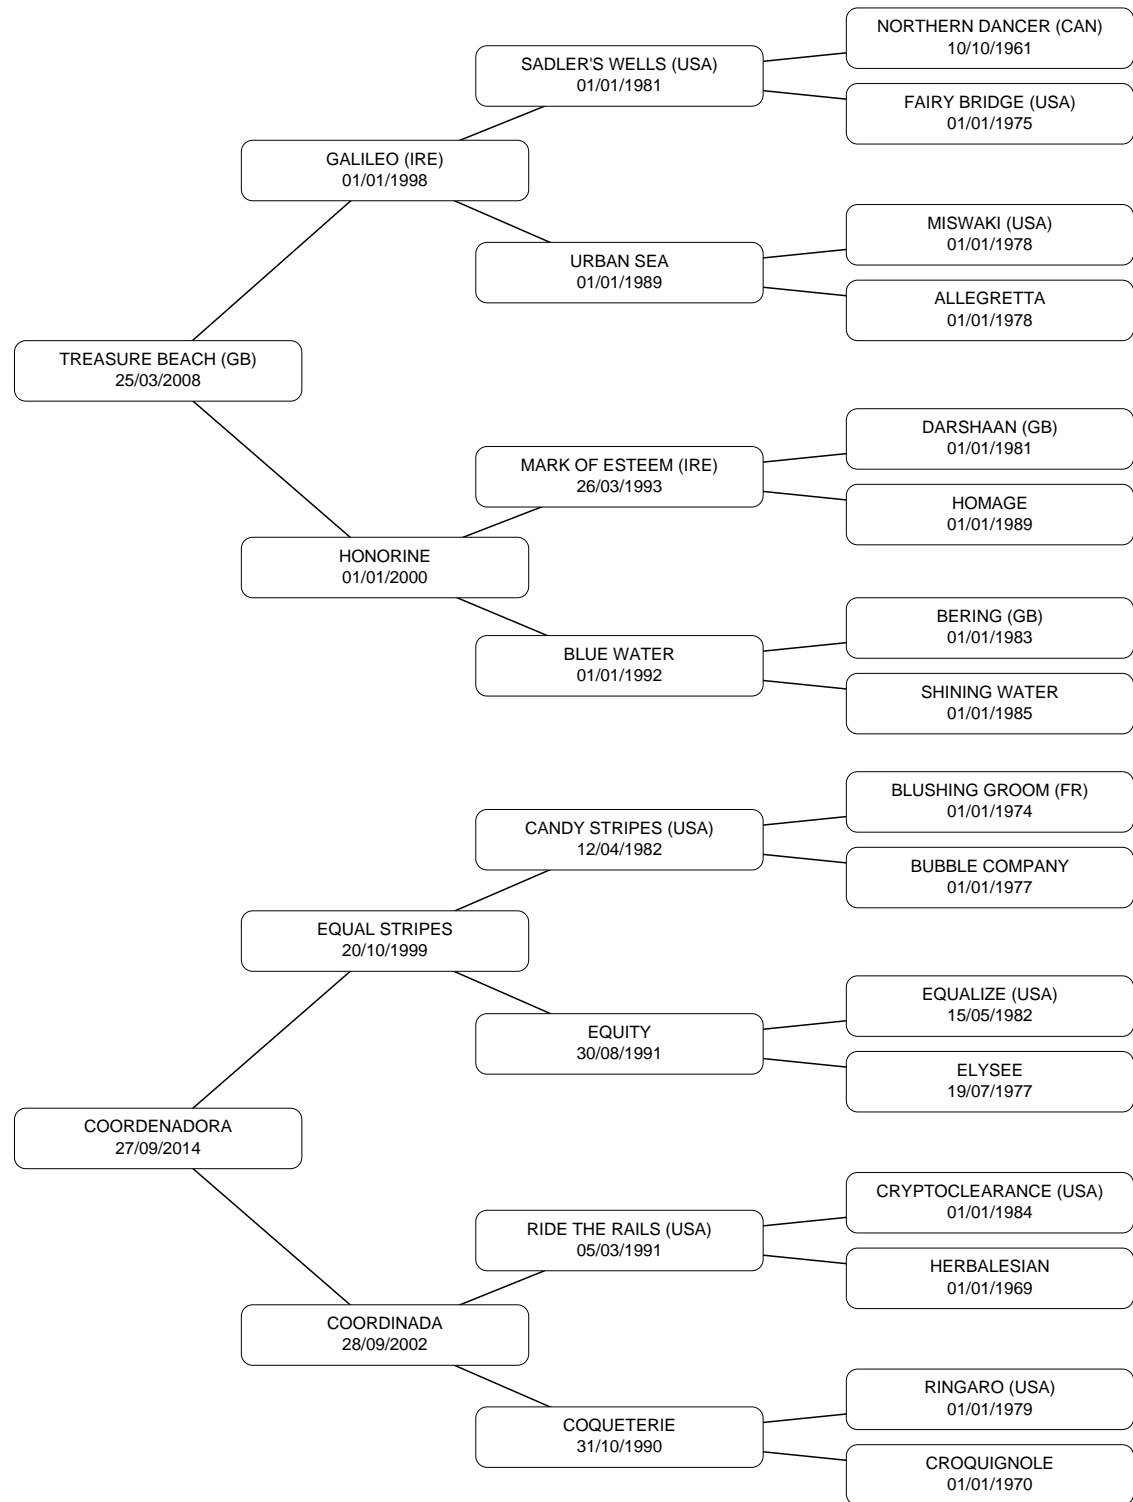 NORTHERN DANCER (CAN)
10/10/1961
SADLER'S WELLS (USA)
01/01/1981
FAIRY BRIDGE (USA)
01/01/1975
GALILEO (IRE)
01/01/1998
MISWAKI (USA)
01/01/1978
URBAN SEA
01/01/1989
ALLEGRETTA
01/01/1978
TREASURE BEACH (GB)
25/03/2008
DARSHAAN (GB)
01/01/1981
MARK OF ESTEEM (IRE)
26/03/1993
HOMAGE
01/01/1989
HONORINE
01/01/2000
BERING (GB)
01/01/1983
BLUE WATER
01/01/1992
SHINING WATER
01/01/1985
BLUSHING GROOM (FR)
01/01/1974
CANDY STRIPES (USA)
12/04/1982
BUBBLE COMPANY
01/01/1977
EQUAL STRIPES
20/10/1999
EQUALIZE (USA)
15/05/1982
EQUITY
30/08/1991
ELYSEE
19/07/1977
COORDENADORA
27/09/2014
CRYPTOCLEARANCE (USA)
01/01/1984
RIDE THE RAILS (USA)
05/03/1991
HERBALESIAN
01/01/1969
COORDINADA
28/09/2002
RINGARO (USA)
01/01/1979
COQUETERIE
31/10/1990
CROQUIGNOLE
01/01/1970